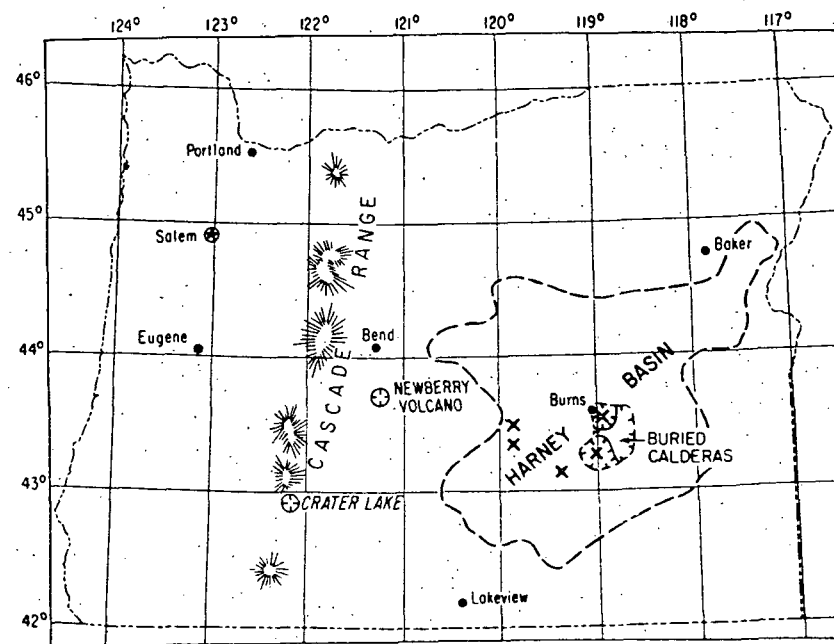 124° 123° 122° 121° 120° 119° 118° 117°
46°
Portland
45°
Salem
RANGE
Baker
Eugene
Bend
44°
CASCADE
NEWBERRY
VOLCANO
Burns
HARNEY BASIN
BURIED
CALDERAS
43°
CRATER LAKE
Lakeview
42°